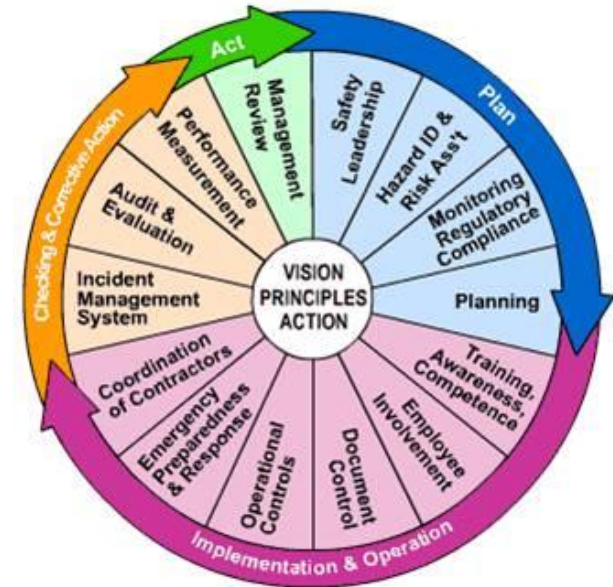 Act
Plan
Implementation & Operation
Checking & Corrective Action
Safety
Leadership
Hazard ID &
Risk Ass't
Monitoring
Regulatory
Compliance
Planning
Training,
Awareness,
Competence
Employee
Involvement
Document
Control
Operational
Controls
Emergency
Preparedness
& Response
Coordination
of Contractors
Incident
Management
System
Audit &
Evaluation
Performance
Measurement
Management
Review
VISION
PRINCIPLES
ACTION